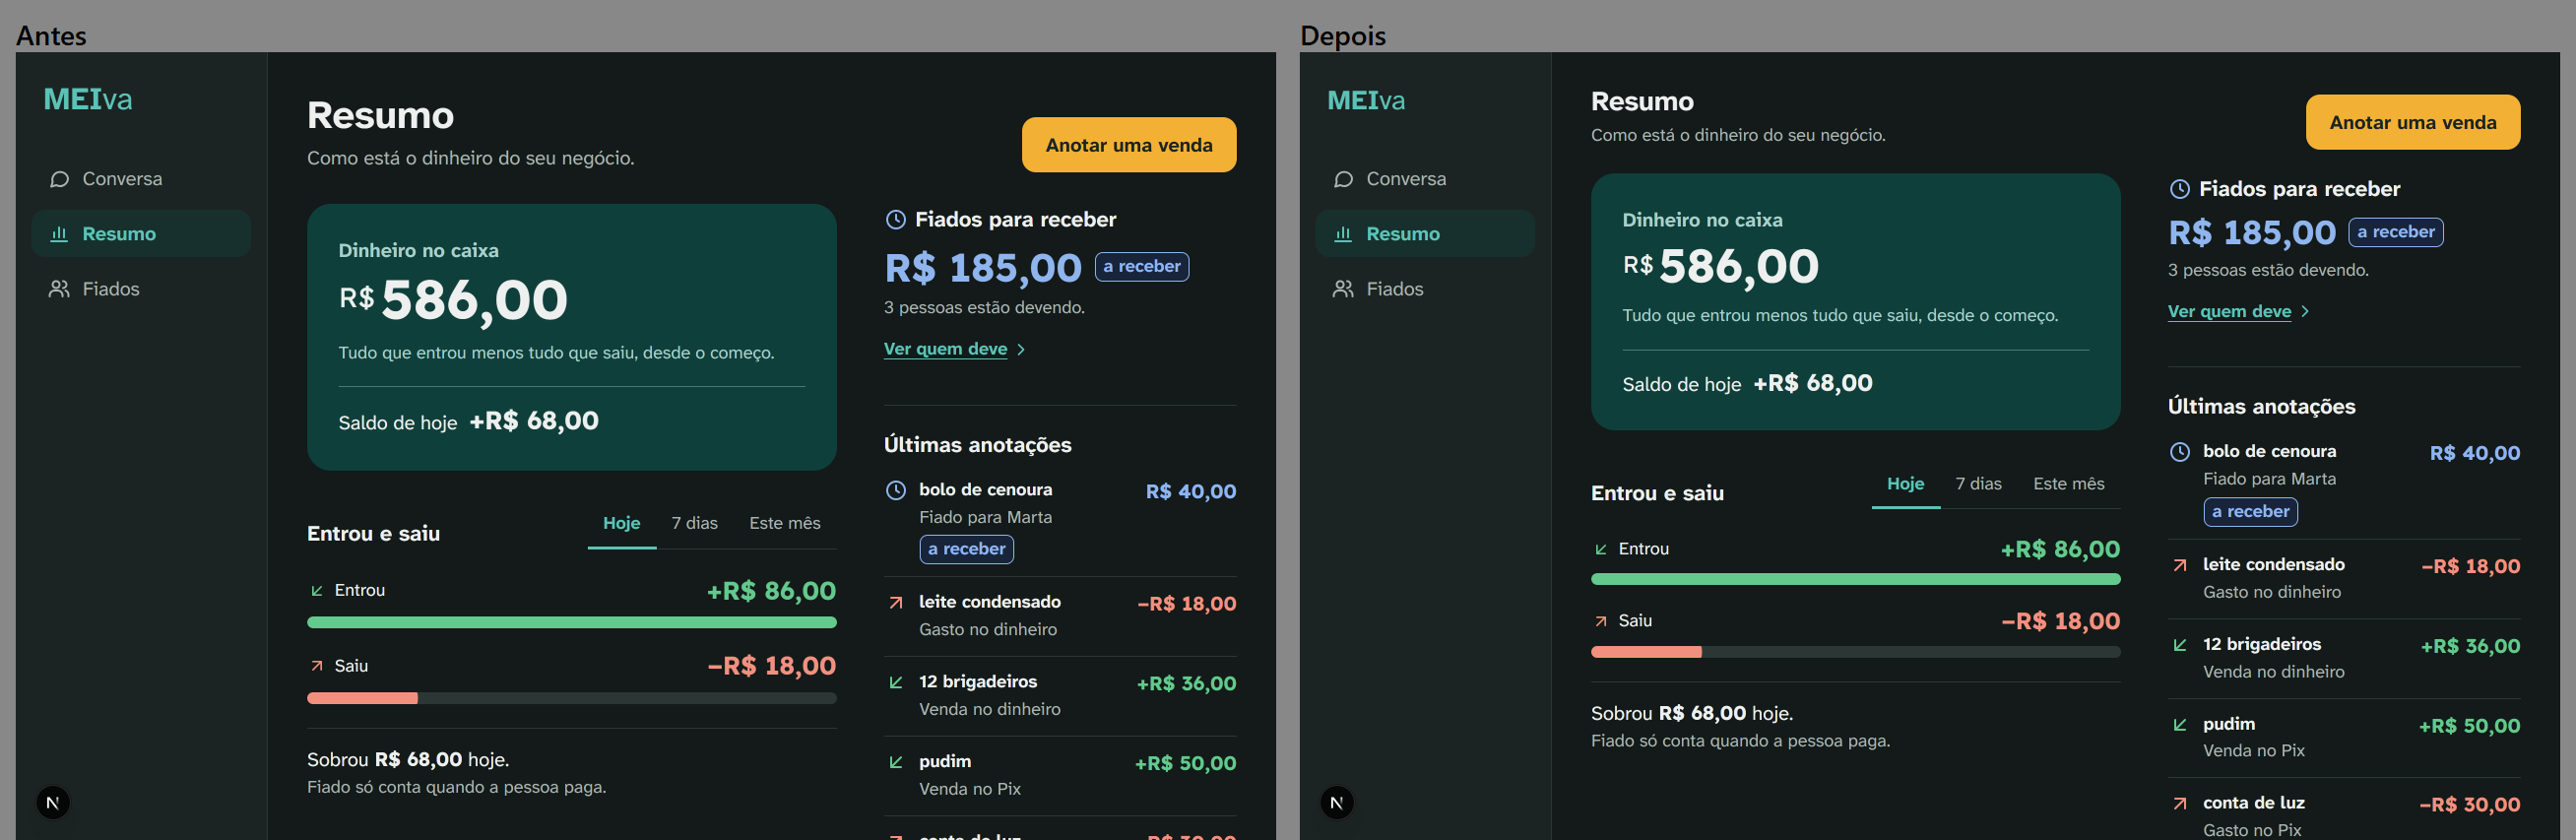 Antes
MEIva
Conversa
Resumo
Fiados
Resumo
Como está o dinheiro do seu negócio.
Anotar uma venda
Dinheiro no caixa
R$ 586,00
Tudo que entrou menos tudo que saiu, desde o começo.
Saldo de hoje +R$ 68,00
Entrou e saiu
Hoje 7 dias Este mês
Entrou +R$ 86,00
Saiu −R$ 18,00
Sobrou R$ 68,00 hoje.
Fiado só conta quando a pessoa paga.
Fiados para receber
R$ 185,00 a receber
3 pessoas estão devendo.
Ver quem deve
Últimas anotações
bolo de cenoura R$ 40,00
Fiado para Marta
a receber
leite condensado −R$ 18,00
Gasto no dinheiro
12 brigadeiros +R$ 36,00
Venda no dinheiro
pudim +R$ 50,00
Venda no Pix
conta de luz −R$ 30,00
N
Depois
MEIva
Conversa
Resumo
Fiados
Resumo
Como está o dinheiro do seu negócio.
Anotar uma venda
Dinheiro no caixa
R$ 586,00
Tudo que entrou menos tudo que saiu, desde o começo.
Saldo de hoje +R$ 68,00
Entrou e saiu
Hoje 7 dias Este mês
Entrou +R$ 86,00
Saiu −R$ 18,00
Sobrou R$ 68,00 hoje.
Fiado só conta quando a pessoa paga.
Fiados para receber
R$ 185,00 a receber
3 pessoas estão devendo.
Ver quem deve
Últimas anotações
bolo de cenoura R$ 40,00
Fiado para Marta
a receber
leite condensado −R$ 18,00
Gasto no dinheiro
12 brigadeiros +R$ 36,00
Venda no dinheiro
pudim +R$ 50,00
Venda no Pix
conta de luz −R$ 30,00
Gasto no Pix
N